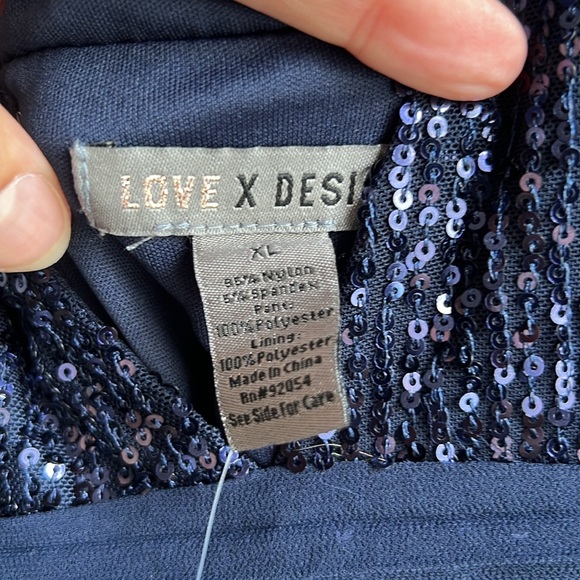 LOVE X DESI
XL
95% Nylon
5% Spandex
Pant:
100% Polyester
Lining:
100% Polyester
Made In China
Rn#92054
See Side For Care